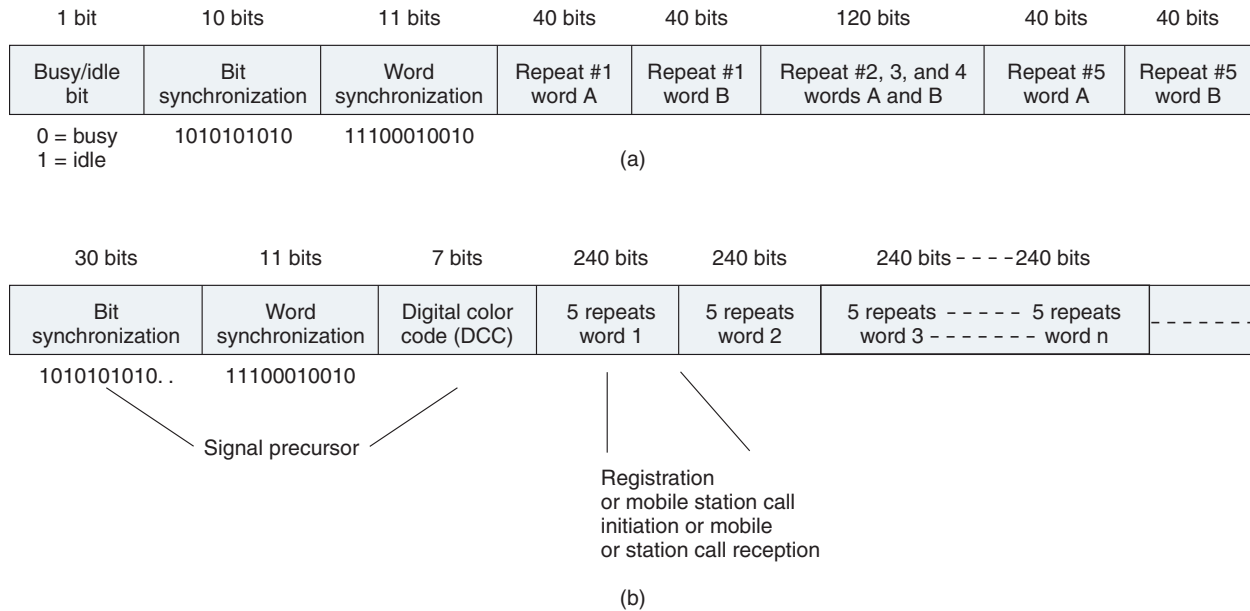 1 bit 10 bits 11 bits 40 bits 40 bits 120 bits 40 bits 40 bits
Busy/idle bit
Bit synchronization
Word synchronization
Repeat #1 word A
Repeat #1 word B
Repeat #2, 3, and 4 words A and B
Repeat #5 word A
Repeat #5 word B
0 = busy
1 = idle
1010101010
11100010010
(a)
30 bits 11 bits 7 bits 240 bits 240 bits 240 bits - - - - 240 bits
Bit synchronization
Word synchronization
Digital color code (DCC)
5 repeats word 1
5 repeats word 2
5 repeats - - - - - 5 repeats
word 3 - - - - - - - word n
1010101010. .
11100010010
Signal precursor
Registration
or mobile station call
initiation or mobile
or station call reception
(b)